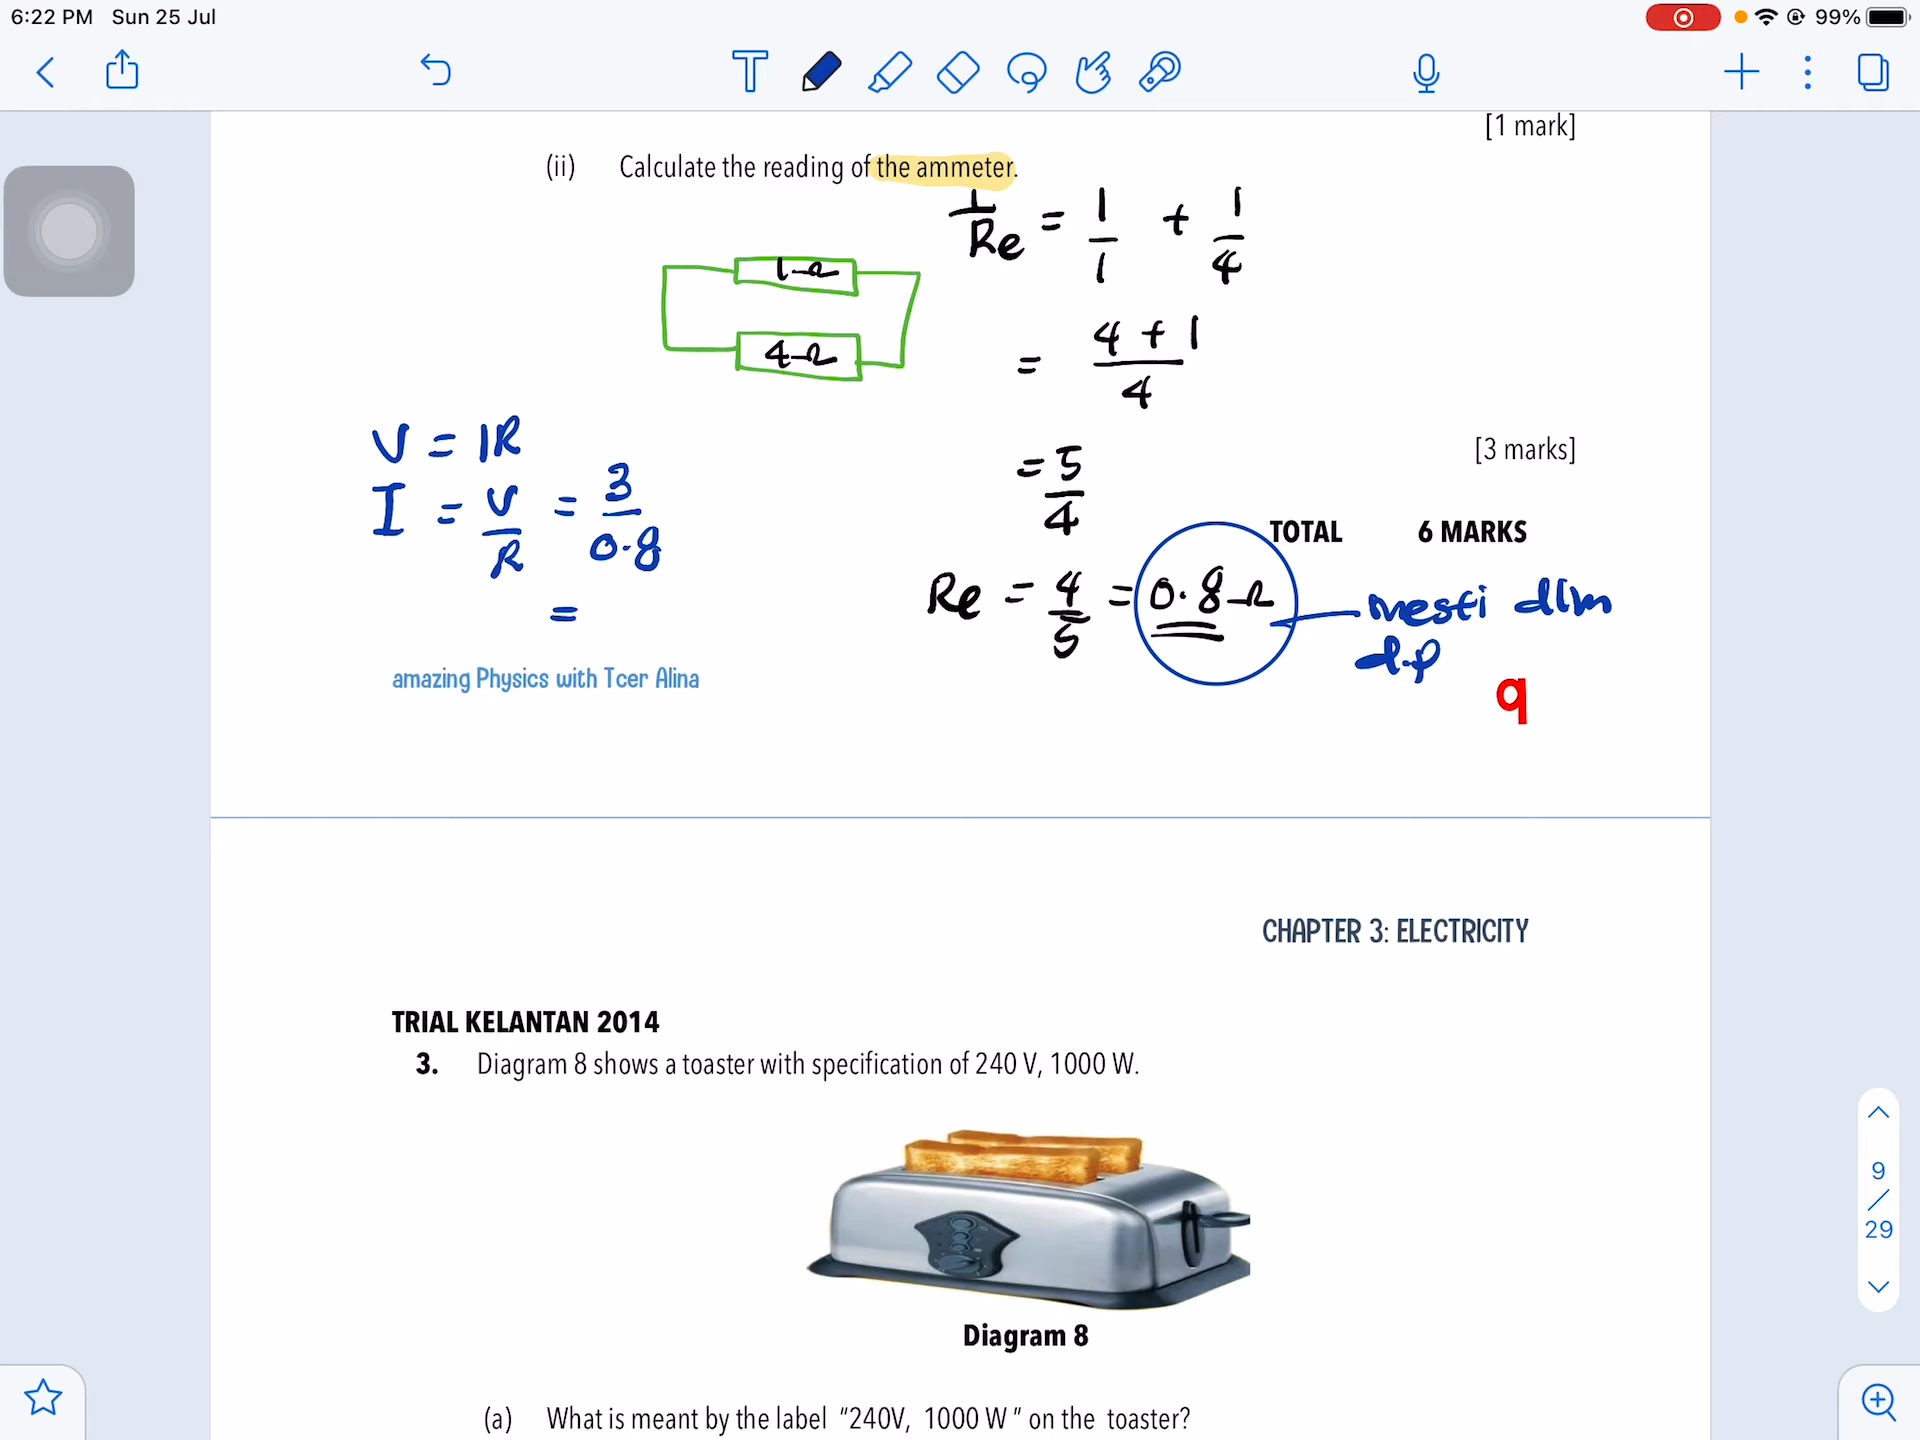 6:22 PM Sun 25 Jul
99%
T
[1 mark]
(ii) Calculate the reading of the ammeter.
1/Re = 1/1 + 1/4
1Ω
4Ω
= 4 + 1 / 4
V = IR
[3 marks]
= 5/4
I = V/R = 3/0.8
TOTAL 6 MARKS
Re = 4/5 = 0.8Ω
mesti dlm
d.p
=
amazing Physics with Tcer Alina
9
CHAPTER 3: ELECTRICITY
TRIAL KELANTAN 2014
3. Diagram 8 shows a toaster with specification of 240 V, 1000 W.
9
/
29
Diagram 8
(a) What is meant by the label "240V, 1000 W " on the toaster?